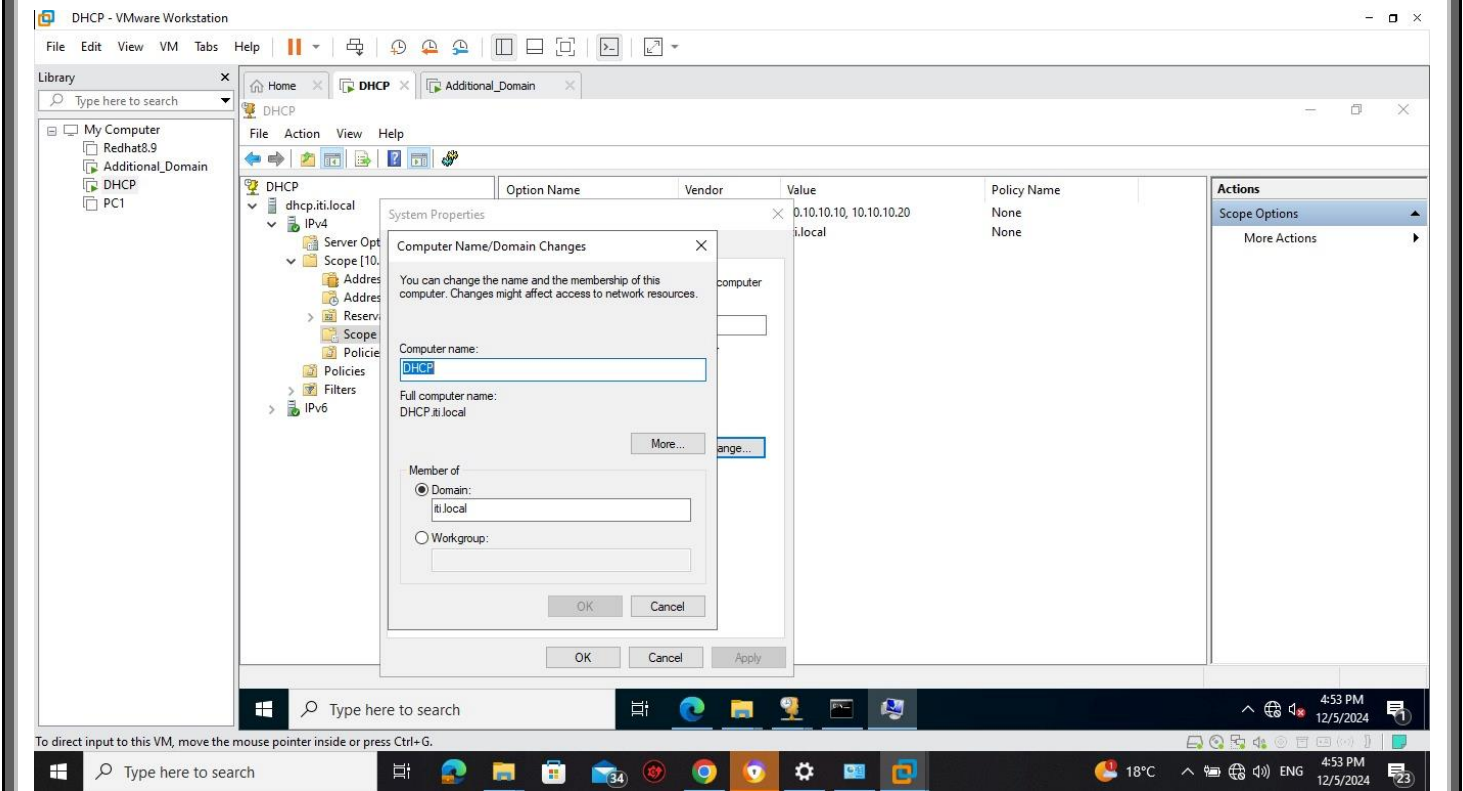 DHCP - VMware Workstation
File Edit View VM Tabs Help
Library
Type here to search
My Computer
Redhat8.9
Additional_Domain
DHCP
PC1
Home DHCP Additional_Domain
DHCP
File Action View Help
DHCP
dhcp.iti.local
IPv4
Server Opt
Scope [10.
Addres
Addres
Reserv
Scope
Policie
Policies
Filters
IPv6
Option Name Vendor Value Policy Name
0.10.10.10, 10.10.10.20 None
i.local None
Actions
Scope Options
More Actions
System Properties
computer
ange...
Computer Name/Domain Changes
You can change the name and the membership of this
computer. Changes might affect access to network resources.
Computer name:
DHCP
Full computer name:
DHCP.iti.local
More...
Member of
Domain:
iti.local
Workgroup:
OK Cancel
OK Cancel Apply
Type here to search
4:53 PM
12/5/2024
1
To direct input to this VM, move the mouse pointer inside or press Ctrl+G.
Type here to search
34
18°C
ENG
4:53 PM
12/5/2024
23